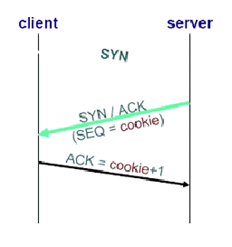 client server
SYN
SYN / ACK
(SEQ = cookie)
ACK = cookie+1